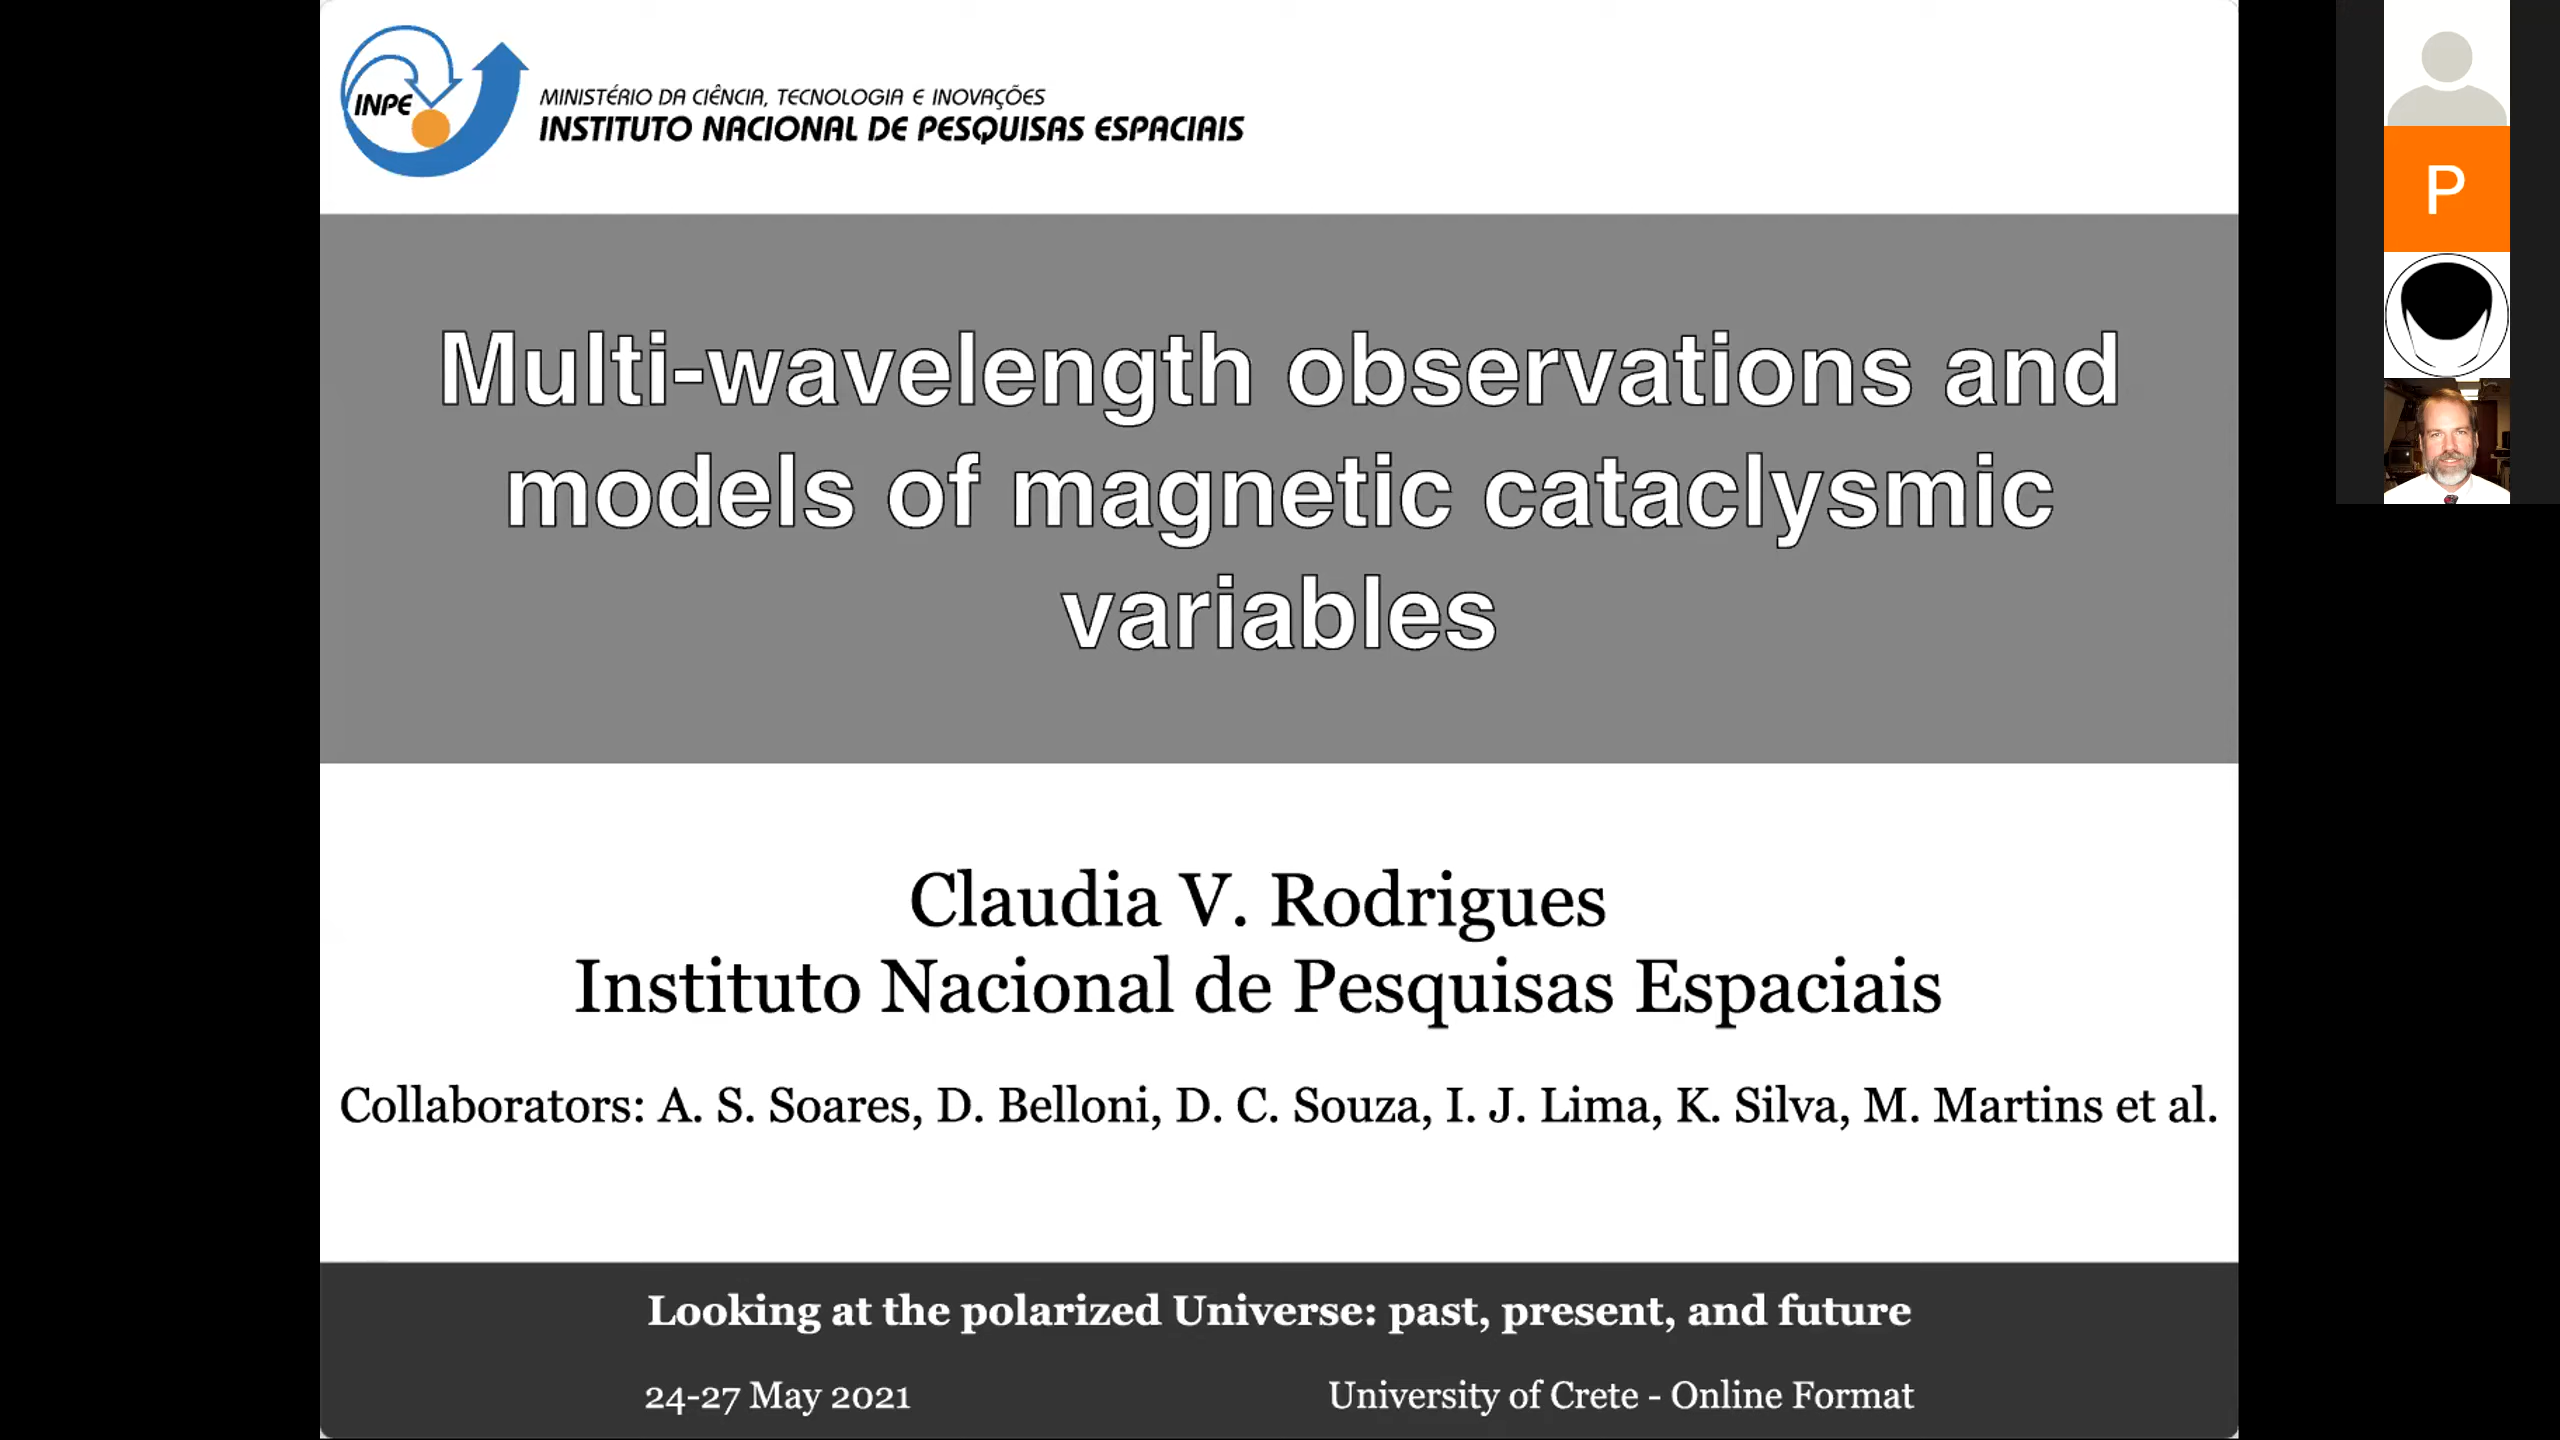 INPE
MINISTÉRIO DA CIÊNCIA, TECNOLOGIA E INOVAÇÕES
INSTITUTO NACIONAL DE PESQUISAS ESPACIAIS
P
Multi-wavelength observations and
models of magnetic cataclysmic
variables
Claudia V. Rodrigues
Instituto Nacional de Pesquisas Espaciais
Collaborators: A. S. Soares, D. Belloni, D. C. Souza, I. J. Lima, K. Silva, M. Martins et al.
Looking at the polarized Universe: past, present, and future
24-27 May 2021 University of Crete - Online Format